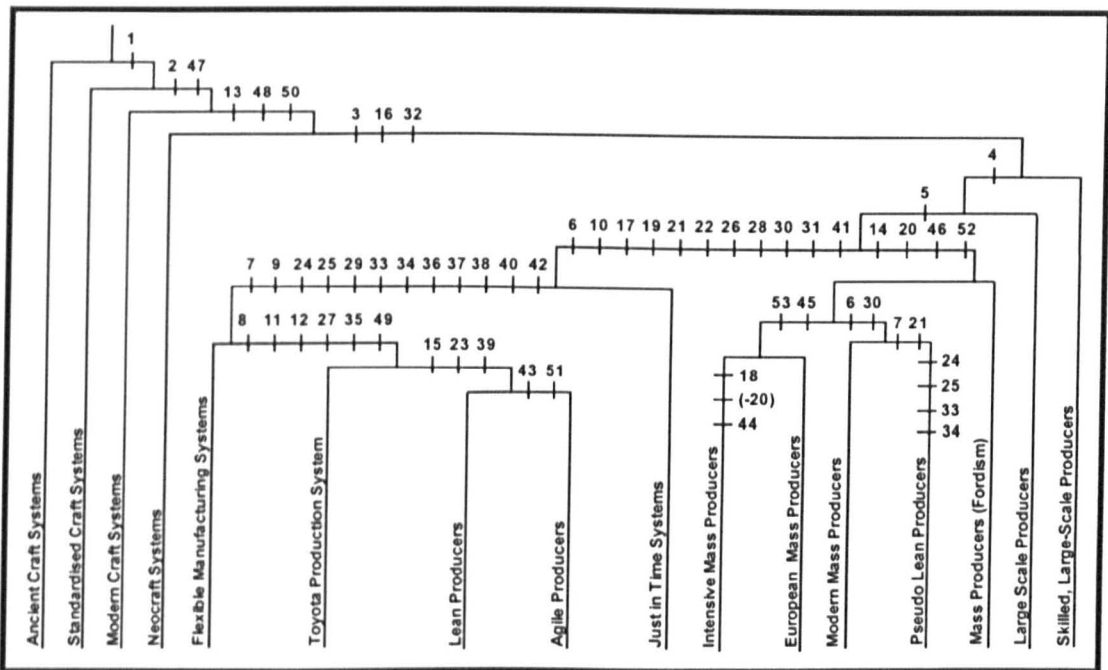 1
2 47
13 48 50
3 16 32
4
5
6 10 17 19 21 22 26 28 30 31 41 14 20 46 52
7 9 24 25 29 33 34 36 37 38 40 42
53 45 6 30
8 11 12 27 35 49 7 21
15 23 39 24
18
43 51 25
(-20)
33
44
34
Ancient Craft Systems
Standardised Craft Systems
Modern Craft Systems
Neocraft Systems
Flexible Manufacturing Systems
Toyota Production System
Lean Producers
Agile Producers
Just in Time Systems
Intensive Mass Producers
European Mass Producers
Modern Mass Producers
Pseudo Lean Producers
Mass Producers (Fordism)
Large Scale Producers
Skilled, Large-Scale Producers